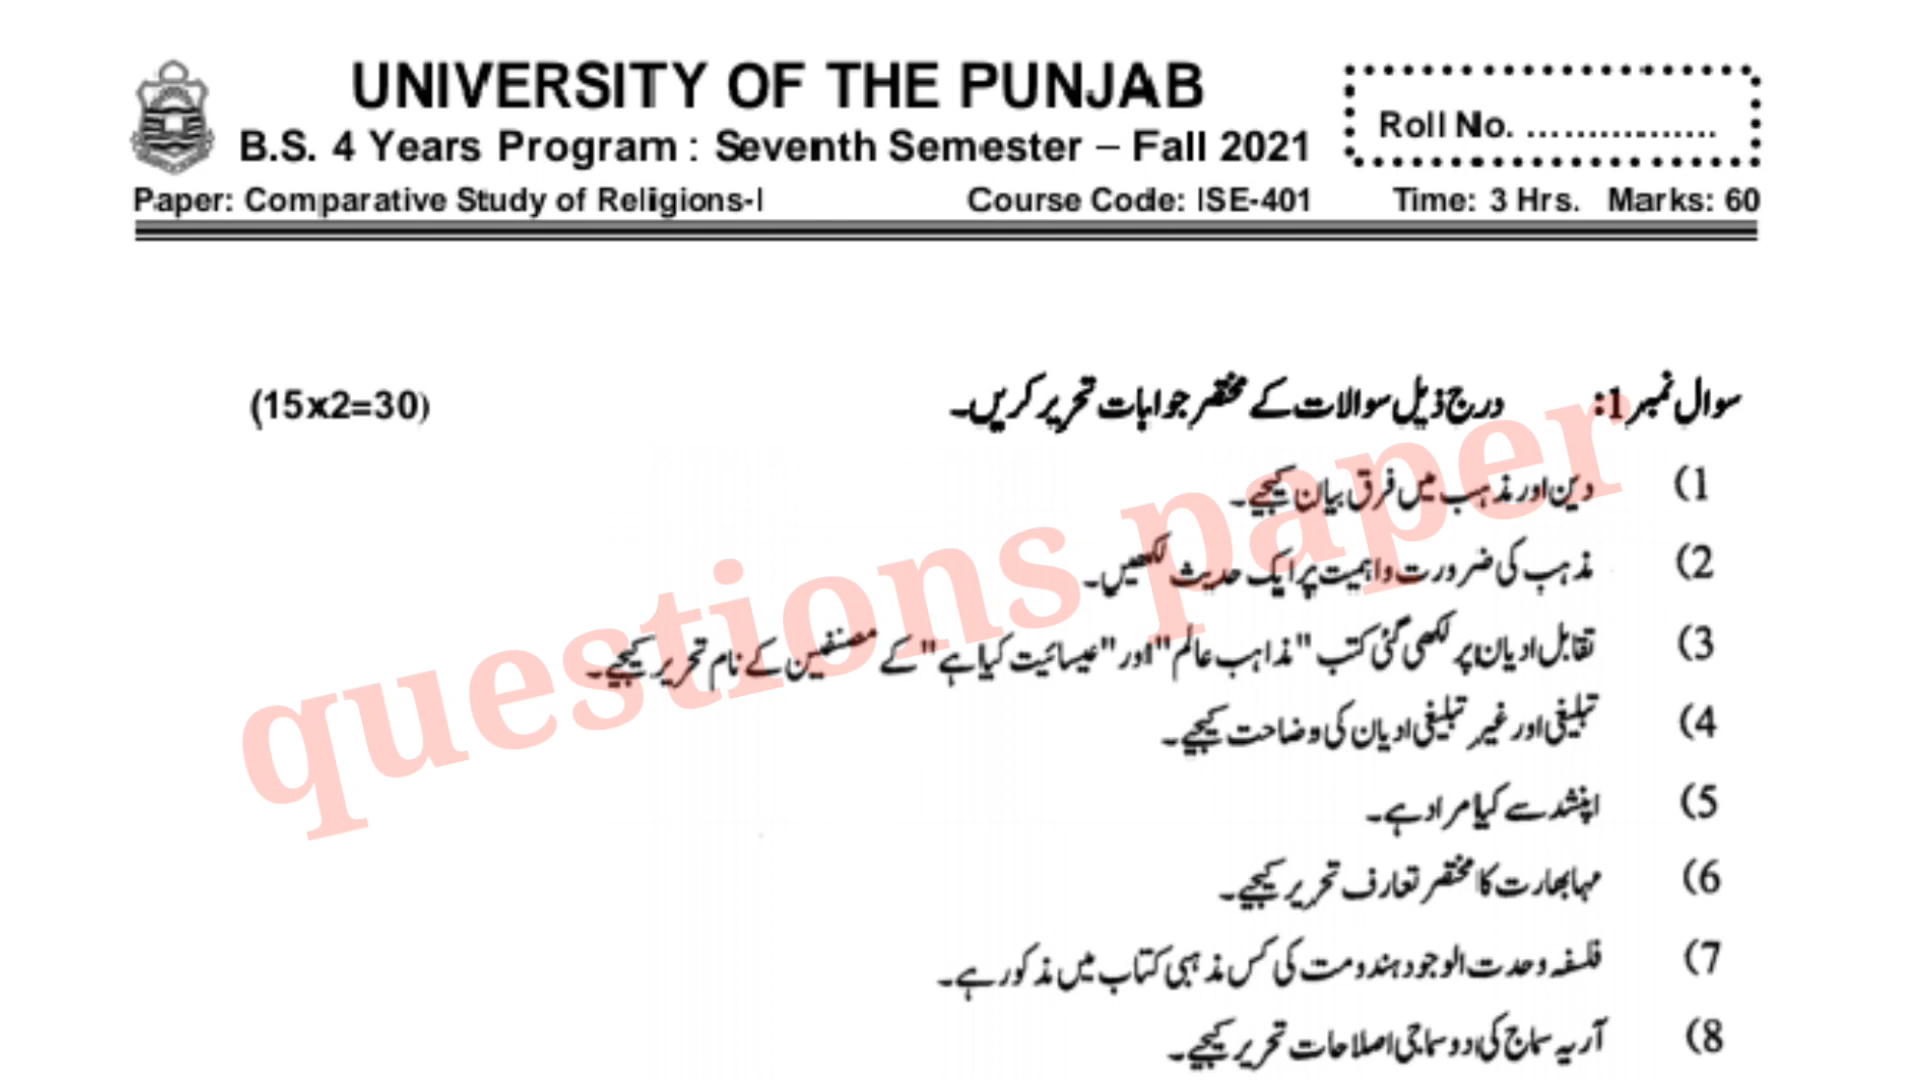 UNIVERSITY OF THE PUNJAB
B.S. 4 Years Program : Seventh Semester – Fall 2021
Roll No. .................
Paper: Comparative Study of Religions-I Course Code: ISE-401 Time: 3 Hrs. Marks: 60
سوال نمبر 1: درج ذیل سوالات کے مختصر جوابات تحریر کریں۔ (15x2=30)
1) دین اور مذہب میں فرق بیان کیجیے۔
2) مذہب کی ضرورت واہمیت پر ایک حدیث لکھیں۔
3) تقابل ادیان پر لکھی گئی کتب "مذاہب عالم" اور "عیسائیت کیا ہے" کے مصنفین کے نام تحریر کیجیے۔
4) تبلیغی اور غیر تبلیغی ادیان کی وضاحت کیجیے۔
5) اپنشد سے کیا مراد ہے۔
6) مہابھارت کا مختصر تعارف تحریر کیجیے۔
7) فلسفہ وحدت الوجود ہندومت کی کس مذہبی کتاب میں مذکور ہے۔
8) آریہ سماج کی دو سماجی اصلاحات تحریر کیجیے۔
questions paper